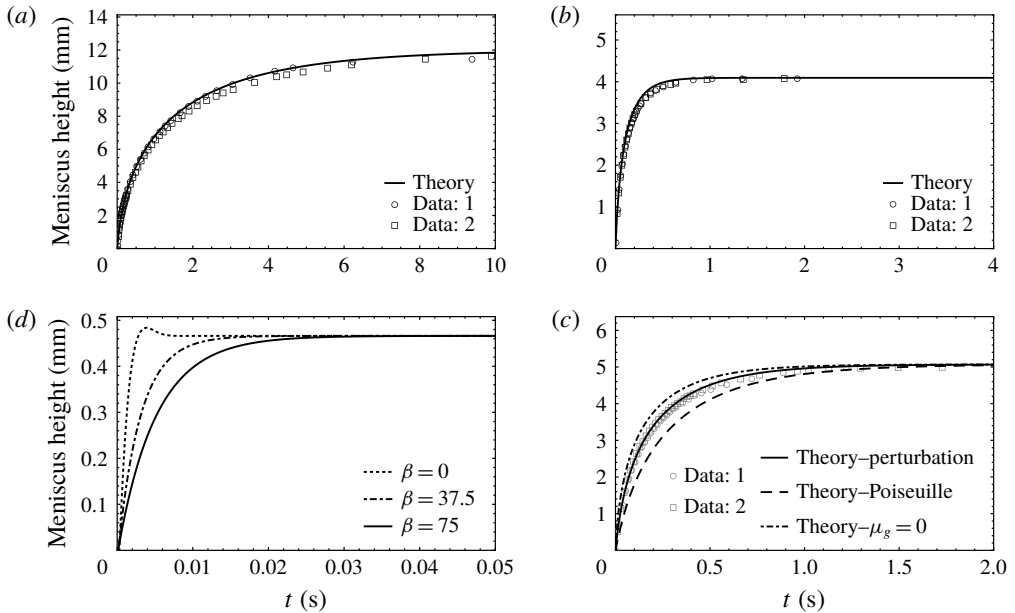 (a)
Meniscus height (mm)
14
12
10
8
6
4
2
0
2
4
6
8
10
Theory
Data: 1
Data: 2
(b)
5
4
3
2
1
0
1
2
3
4
Theory
Data: 1
Data: 2
(d)
Meniscus height (mm)
0.5
0.4
0.3
0.2
0.1
0
0.01
0.02
0.03
0.04
0.05
β = 0
β = 37.5
β = 75
t (s)
(c)
6
5
4
3
2
1
0
0.5
1.0
1.5
2.0
Data: 1
Data: 2
Theory–perturbation
Theory–Poiseuille
Theory–μg = 0
t (s)